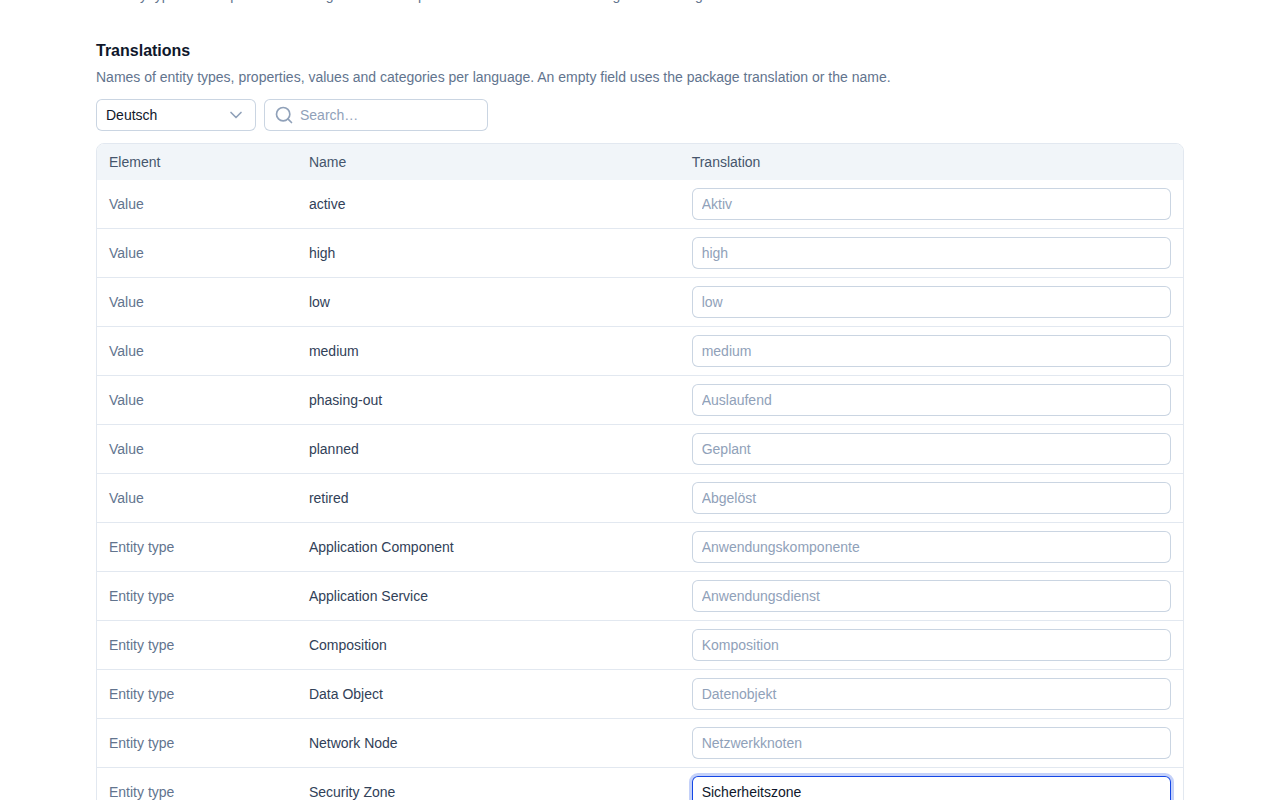 Translations
Names of entity types, properties, values and categories per language. An empty field uses the package translation or the name.
Deutsch Search…
Element Name Translation
Value active Aktiv
Value high high
Value low low
Value medium medium
Value phasing-out Auslaufend
Value planned Geplant
Value retired Abgelöst
Entity type Application Component Anwendungskomponente
Entity type Application Service Anwendungsdienst
Entity type Composition Komposition
Entity type Data Object Datenobjekt
Entity type Network Node Netzwerkknoten
Entity type Security Zone Sicherheitszone